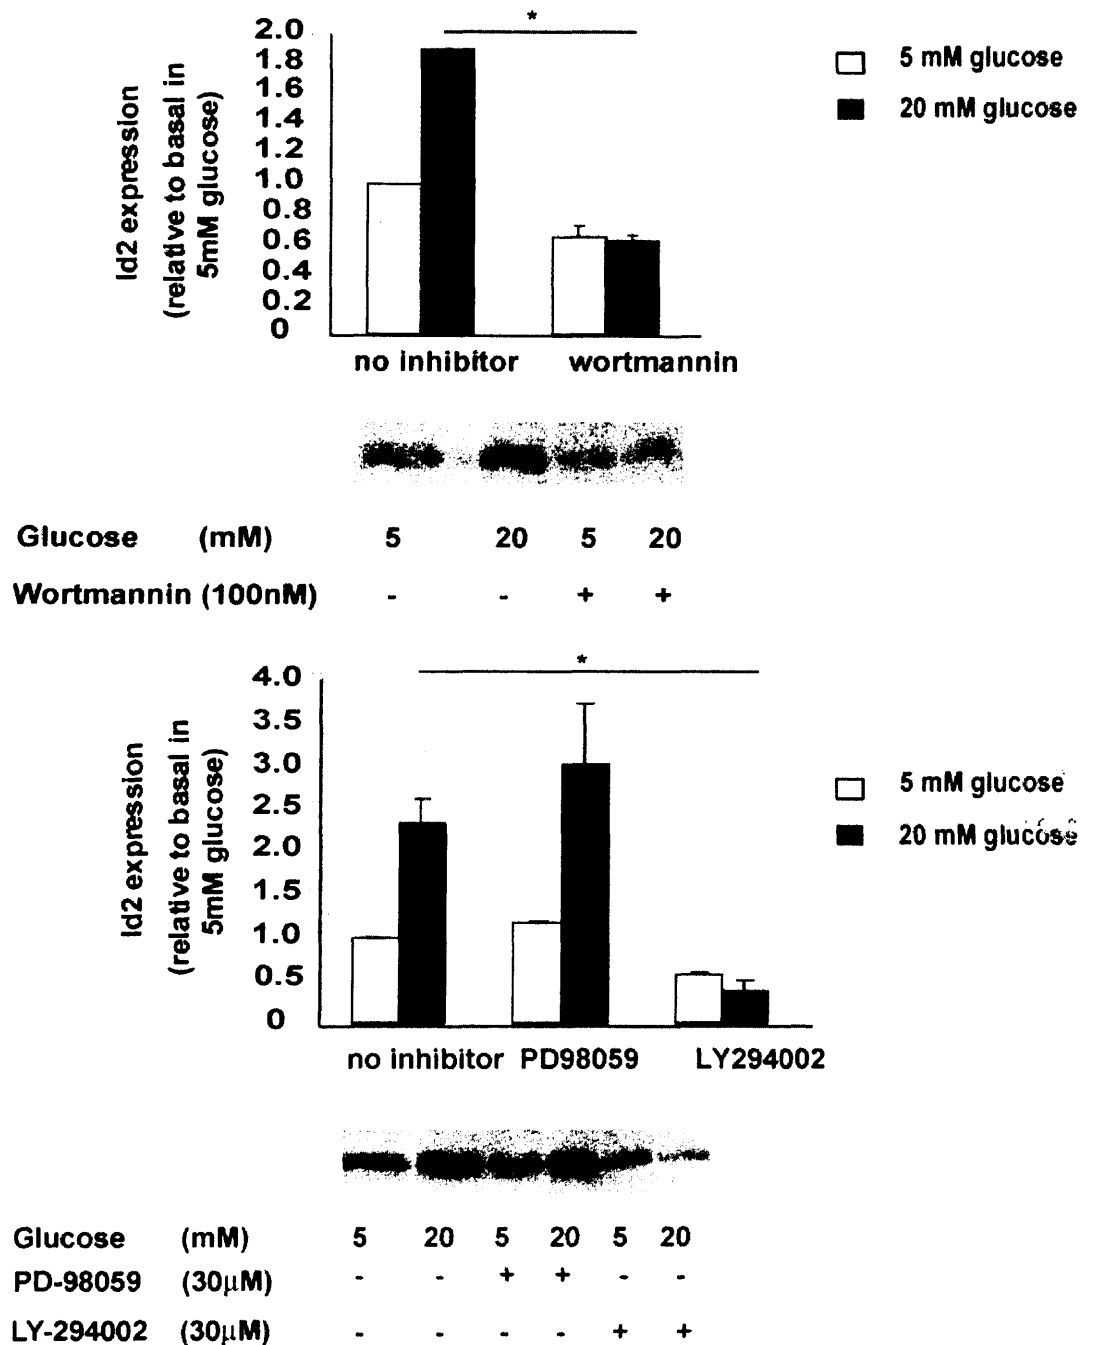 *
2.0
1.8
1.6
1.4
1.2
1.0
0.8
0.6
0.4
0.2
0
Id2 expression
(relative to basal in
5mM glucose)
5 mM glucose
20 mM glucose
no inhibitor wortmannin
Glucose (mM) 5 20 5 20
Wortmannin (100nM) - - + +
*
4.0
3.5
3.0
2.5
2.0
1.5
1.0
0.5
0
Id2 expression
(relative to basal in
5mM glucose)
5 mM glucose
20 mM glucose
no inhibitor PD98059 LY294002
Glucose (mM) 5 20 5 20 5 20
PD-98059 (30µM) - - + + - -
LY-294002 (30µM) - - - - + +